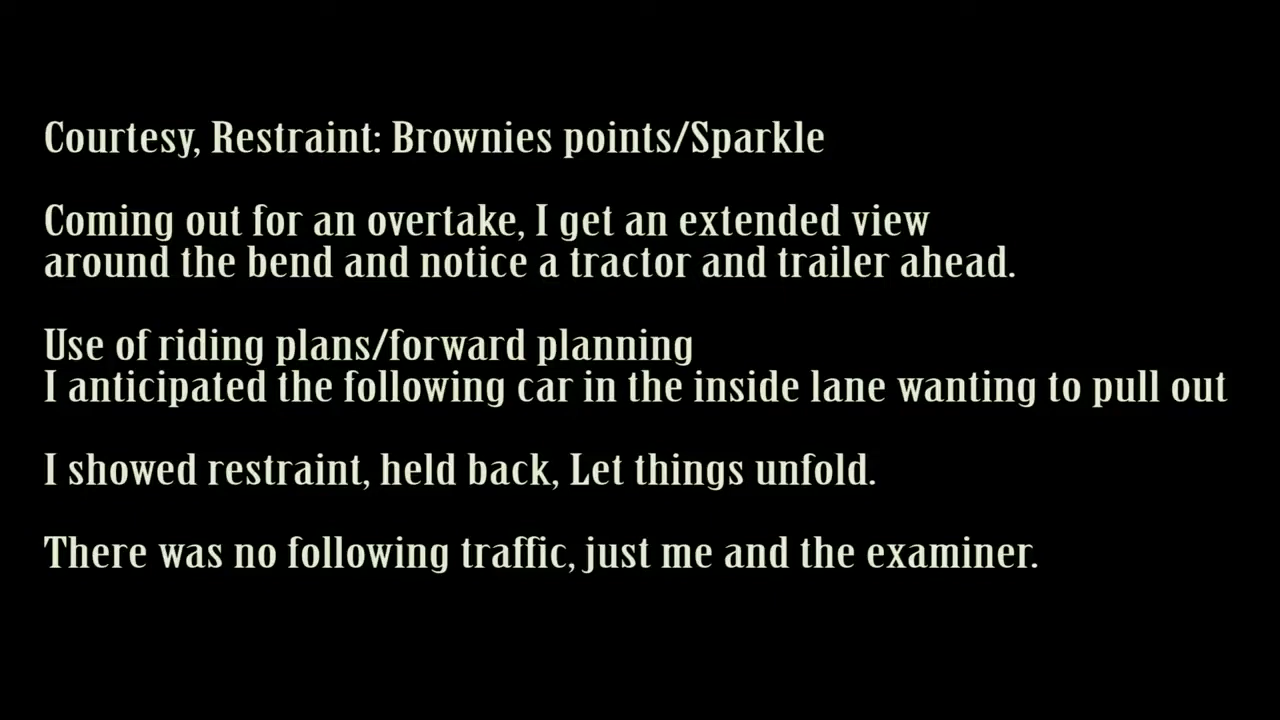 Courtesy, Restraint: Brownies points/Sparkle
Coming out for an overtake, I get an extended view
around the bend and notice a tractor and trailer ahead.
Use of riding plans/forward planning
I anticipated the following car in the inside lane wanting to pull out
I showed restraint, held back, Let things unfold.
There was no following traffic, just me and the examiner.